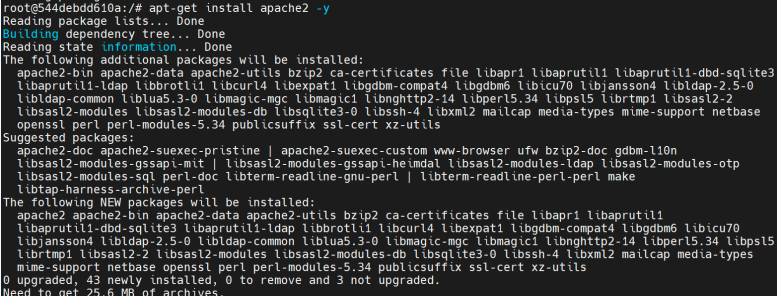 root@544debdd610a:/# apt-get install apache2 -y
Reading package lists... Done
Building dependency tree... Done
Reading state information... Done
The following additional packages will be installed:
  apache2-bin apache2-data apache2-utils bzip2 ca-certificates file libapr1 libaprutil1 libaprutil1-dbd-sqlite3
  libaprutil1-ldap libbrotli1 libcurl4 libexpat1 libgdbm-compat4 libgdbm6 libicu70 libjansson4 libldap-2.5-0
  libldap-common liblua5.3-0 libmagic-mgc libmagic1 libnghttp2-14 libperl5.34 libpsl5 librtmp1 libsasl2-2
  libsasl2-modules libsasl2-modules-db libsqlite3-0 libssh-4 libxml2 mailcap media-types mime-support netbase
  openssl perl perl-modules-5.34 publicsuffix ssl-cert xz-utils
Suggested packages:
  apache2-doc apache2-suexec-pristine | apache2-suexec-custom www-browser ufw bzip2-doc gdbm-l10n
  libsasl2-modules-gssapi-mit | libsasl2-modules-gssapi-heimdal libsasl2-modules-ldap libsasl2-modules-otp
  libsasl2-modules-sql perl-doc libterm-readline-gnu-perl | libterm-readline-perl-perl make
  libtap-harness-archive-perl
The following NEW packages will be installed:
  apache2 apache2-bin apache2-data apache2-utils bzip2 ca-certificates file libapr1 libaprutil1
  libaprutil1-dbd-sqlite3 libaprutil1-ldap libbrotli1 libcurl4 libexpat1 libgdbm-compat4 libgdbm6 libicu70
  libjansson4 libldap-2.5-0 libldap-common liblua5.3-0 libmagic-mgc libmagic1 libnghttp2-14 libperl5.34 libpsl5
  librtmp1 libsasl2-2 libsasl2-modules libsasl2-modules-db libsqlite3-0 libssh-4 libxml2 mailcap media-types
  mime-support netbase openssl perl perl-modules-5.34 publicsuffix ssl-cert xz-utils
0 upgraded, 43 newly installed, 0 to remove and 3 not upgraded.
Need to get 25.6 MB of archives.